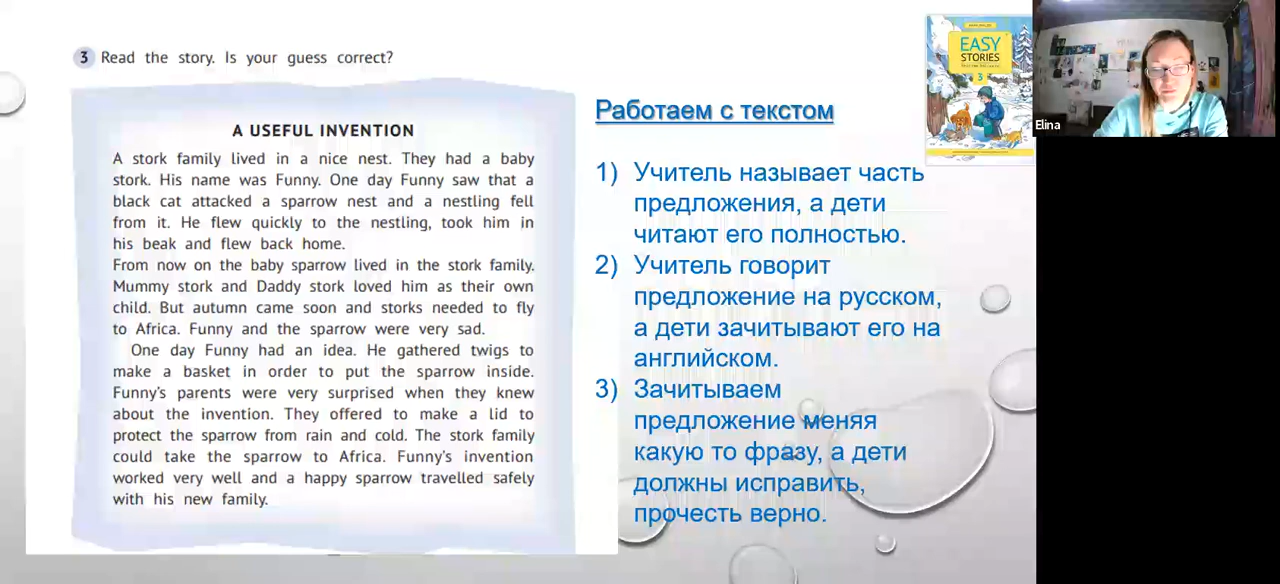 3 Read the story. Is your guess correct?
A USEFUL INVENTION
A stork family lived in a nice nest. They had a baby
stork. His name was Funny. One day Funny saw that a
black cat attacked a sparrow nest and a nestling fell
from it. He flew quickly to the nestling, took him in
his beak and flew back home.
From now on the baby sparrow lived in the stork family.
Mummy stork and Daddy stork loved him as their own
child. But autumn came soon and storks needed to fly
to Africa. Funny and the sparrow were very sad.
One day Funny had an idea. He gathered twigs to
make a basket in order to put the sparrow inside.
Funny's parents were very surprised when they knew
about the invention. They offered to make a lid to
protect the sparrow from rain and cold. The stork family
could take the sparrow to Africa. Funny's invention
worked very well and a happy sparrow travelled safely
with his new family.
Работаем с текстом
1) Учитель называет часть
предложения, а дети
читают его полностью.
2) Учитель говорит
предложение на русском,
а дети зачитывают его на
английском.
3) Зачитываем
предложение меняя
какую то фразу, а дети
должны исправить,
прочесть верно.
EASY
STORIES
3
Elina